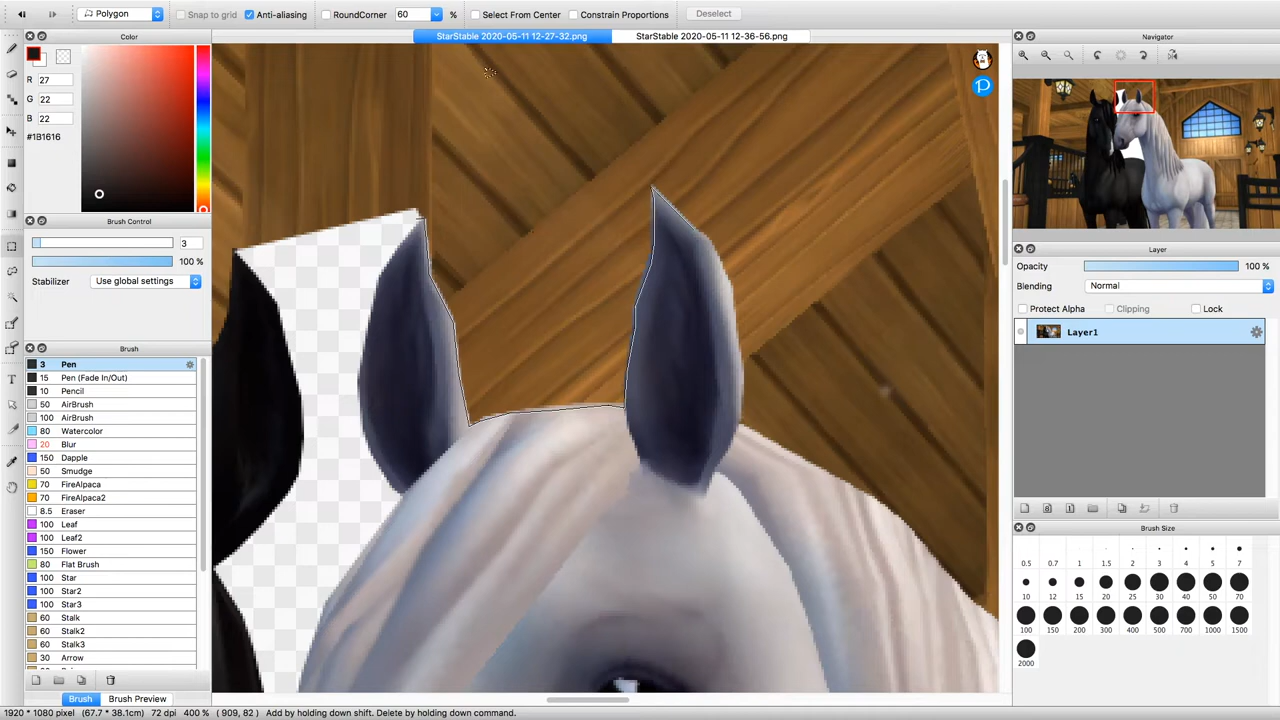 Polygon Snap to grid Anti-aliasing RoundCorner 60 % Select From Center Constrain Proportions Deselect
Color
StarStable 2020-05-11 12-27-32.png StarStable 2020-05-11 12-36-56.png
Navigator
R 27
G 22
B 22
#1B1616
Brush Control
3
100 %
Stabilizer Use global settings
Brush
3 Pen
15 Pen (Fade In/Out)
10 Pencil
50 AirBrush
100 AirBrush
80 Watercolor
20 Blur
150 Dapple
50 Smudge
70 FireAlpaca
70 FireAlpaca2
8.5 Eraser
100 Leaf
100 Leaf2
150 Flower
80 Flat Brush
100 Star
100 Star2
100 Star3
60 Stalk
60 Stalk2
60 Stalk3
30 Arrow
Brush Brush Preview
Layer
Opacity 100 %
Blending Normal
Protect Alpha Clipping Lock
Layer1
Brush Size
0.5 0.7 1 1.5 2 3 4 5 7
10 12 15 20 25 30 40 50 70
100 150 200 300 400 500 700 1000 1500
2000
1920 * 1080 pixel (67.7 * 38.1cm) 72 dpi 400 % ( 909, 82 ) Add by holding down shift. Delete by holding down command.